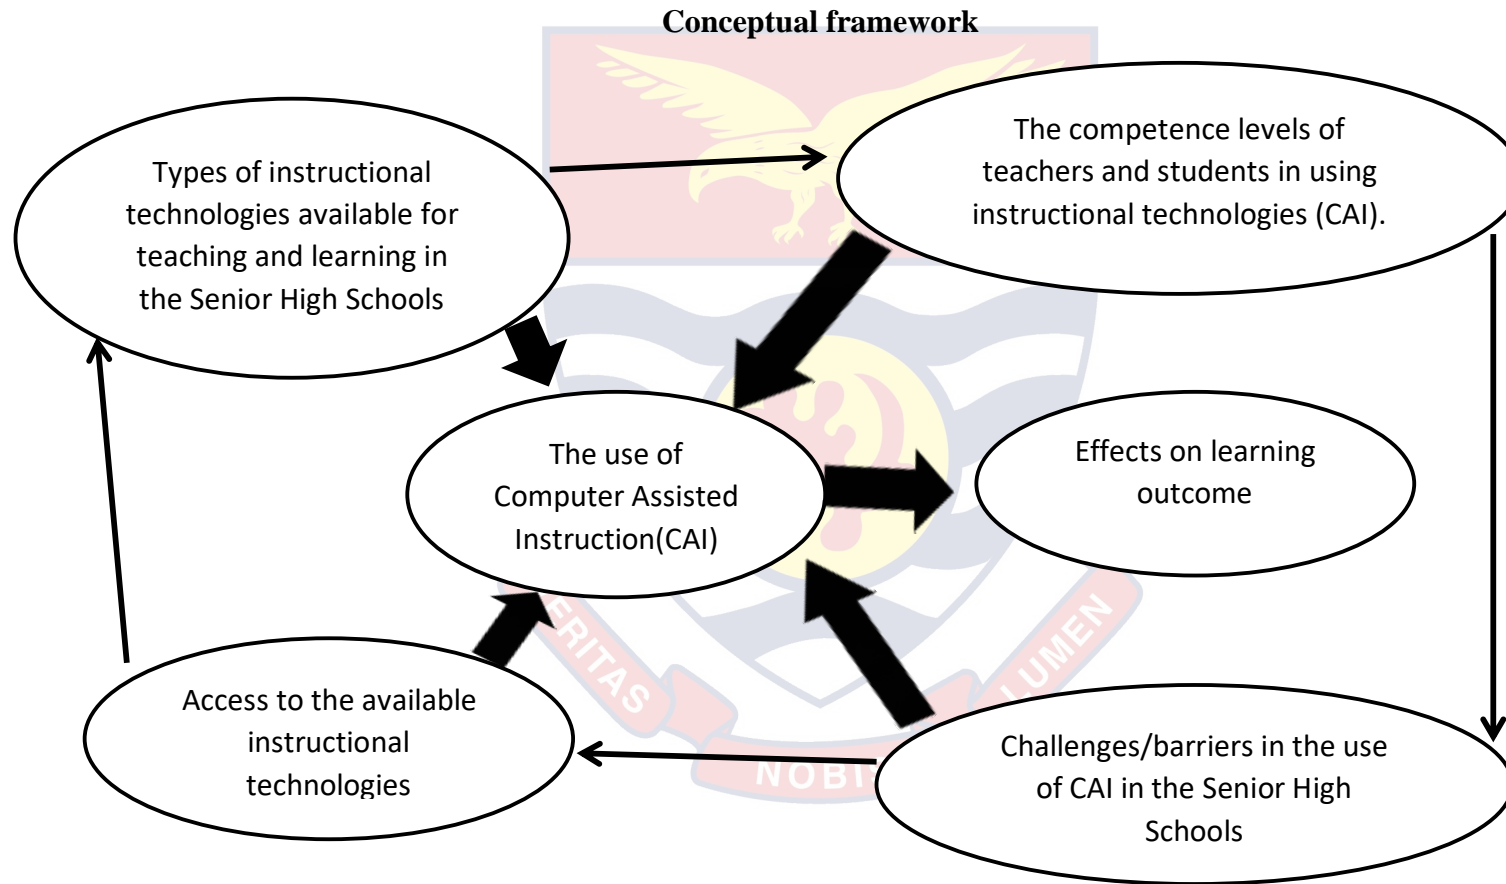 Conceptual framework
Types of instructional
technologies available for
teaching and learning in
the Senior High Schools
The competence levels of
teachers and students in using
instructional technologies (CAI).
The use of
Computer Assisted
Instruction(CAI)
Effects on learning
outcome
Access to the available
instructional
technologies
Challenges/barriers in the use
of CAI in the Senior High
Schools
LUMEN